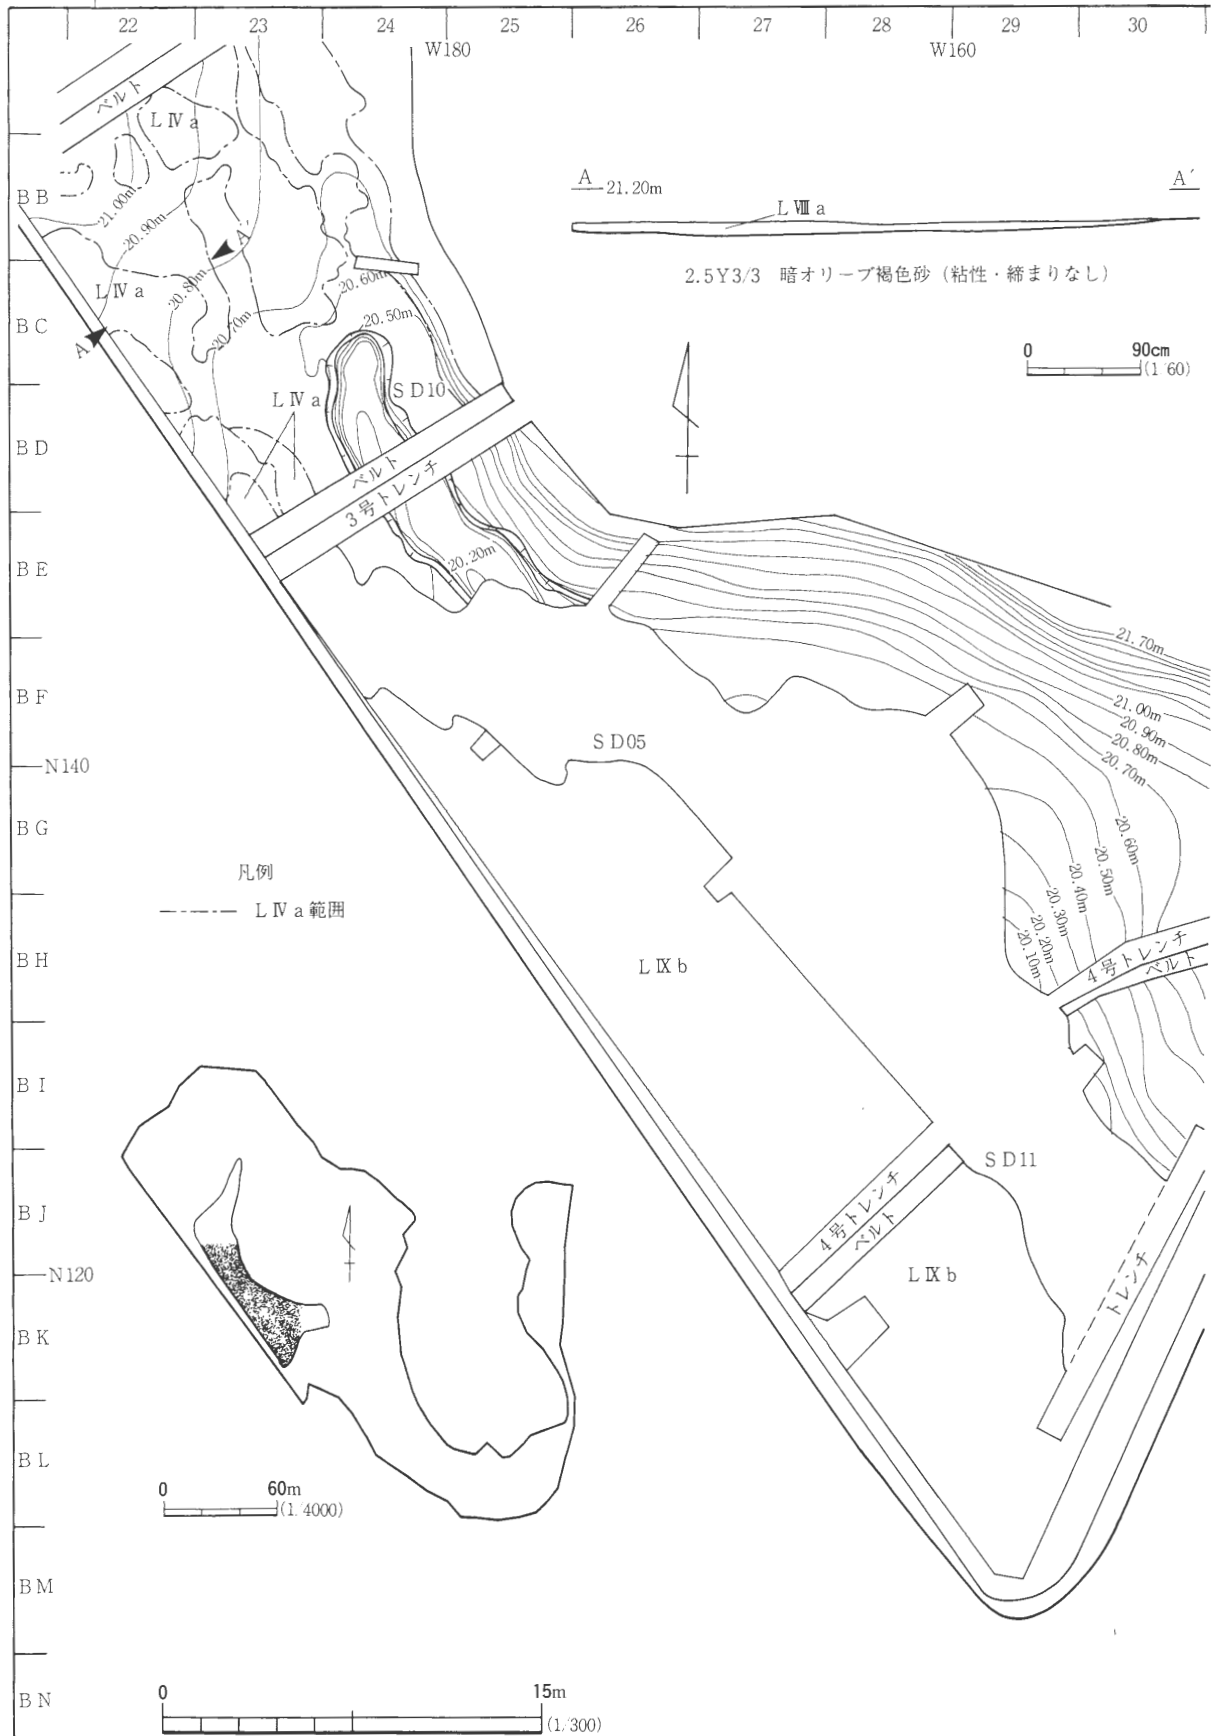 22 23 24 25 26 27 28 29 30
W180 W160
ベルト
LⅣa
BB
21.00m
20.90m
A′
20.80m
LⅣa
20.70m
20.60m
20.50m
BC
A
A 21.20m A′
LⅧa
2.5Y3/3 暗オリーブ褐色砂（粘性・締まりなし）
0 90cm
(1/60)
LⅣa
SD10
BD
ベルト
3号トレンチ
BE
20.20m
21.70m
BF
21.00m
20.90m
20.80m
20.70m
SD05
N140
BG
20.60m
20.50m
20.40m
20.30m
20.20m
20.10m
凡例
LⅣa範囲
BH
LⅨb
4号トレンチ
ベルト
BI
SD11
BJ
4号トレンチ
ベルト
トレンチ
N120
LⅨb
BK
BL
0 60m
(1/4000)
BM
BN
0 15m
(1/300)